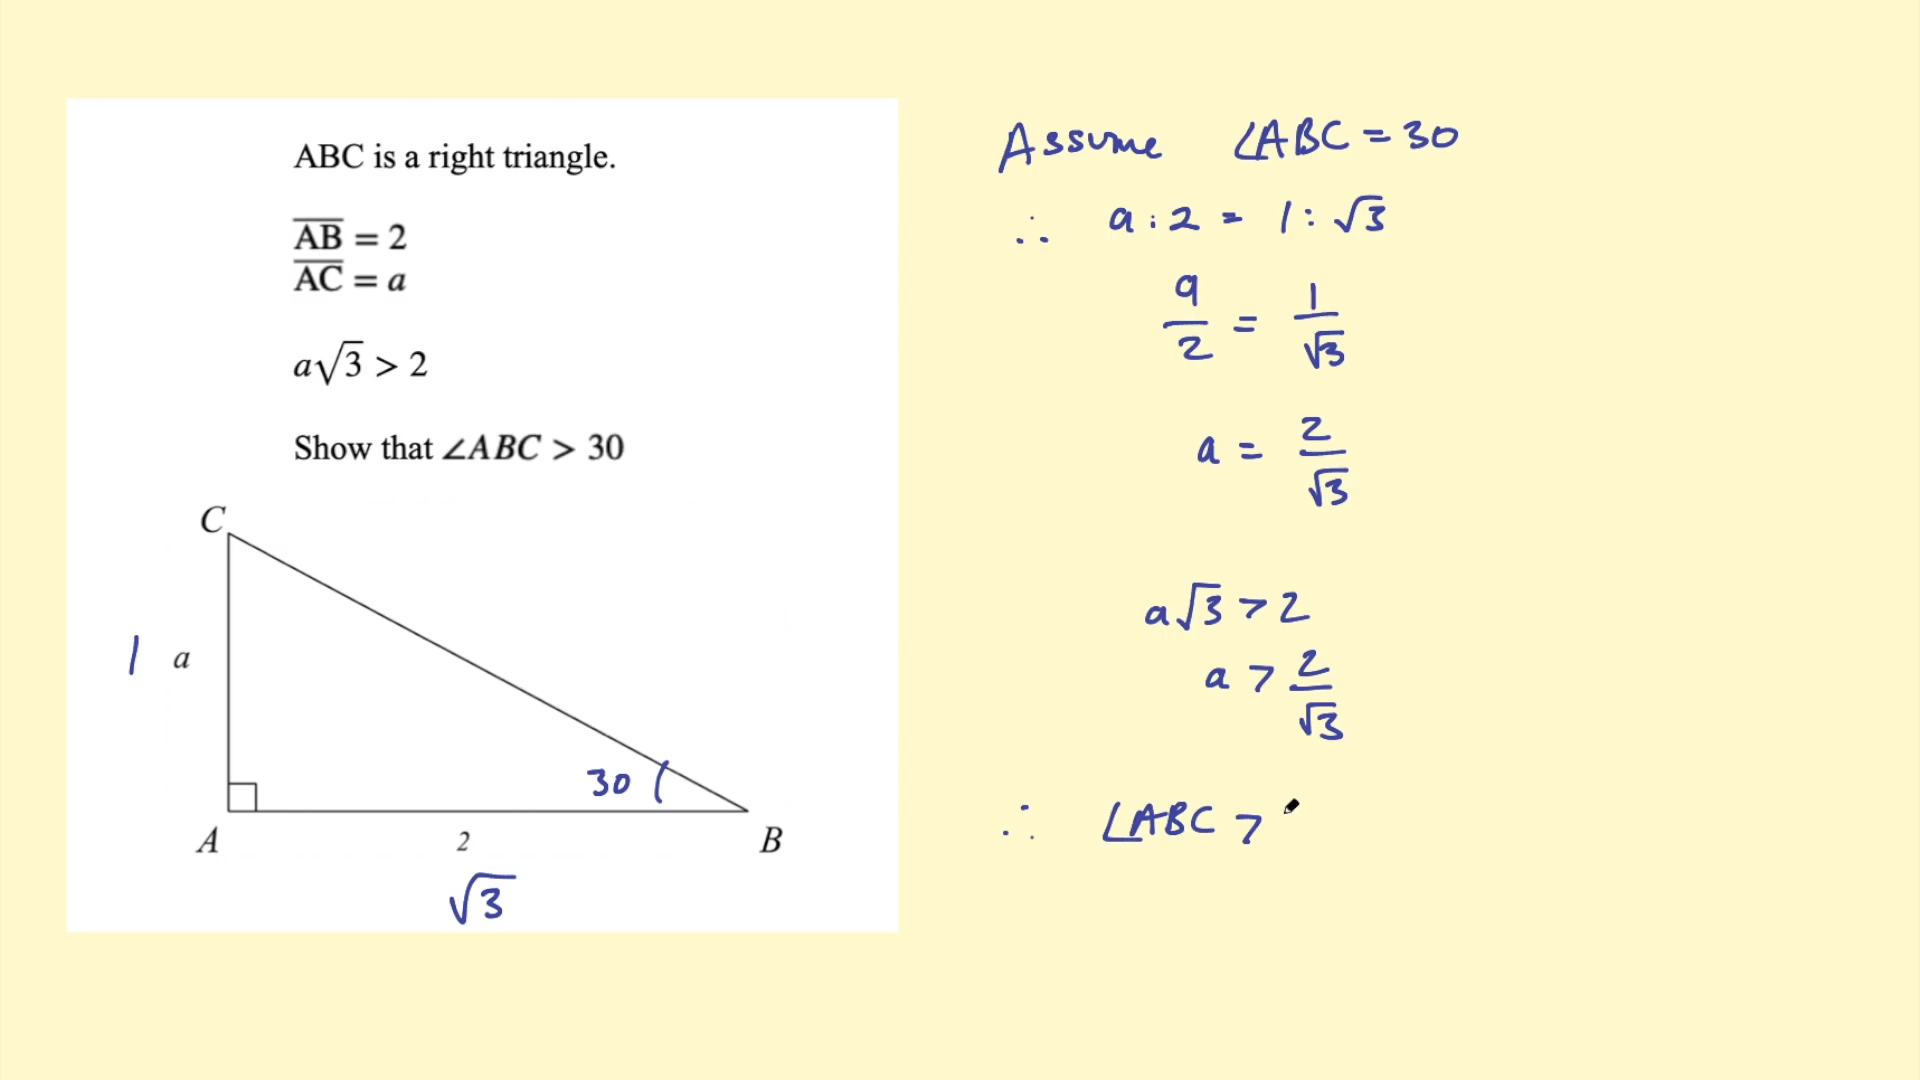 ABC is a right triangle.
AB = 2
AC = a
a√3 > 2
Show that ∠ABC > 30
C
1 a
30
A 2 B
√3
Assume ∠ABC = 30
∴ a : 2 = 1 : √3
a/2 = 1/√3
a = 2/√3
a√3 > 2
a > 2/√3
∴ ∠ABC >